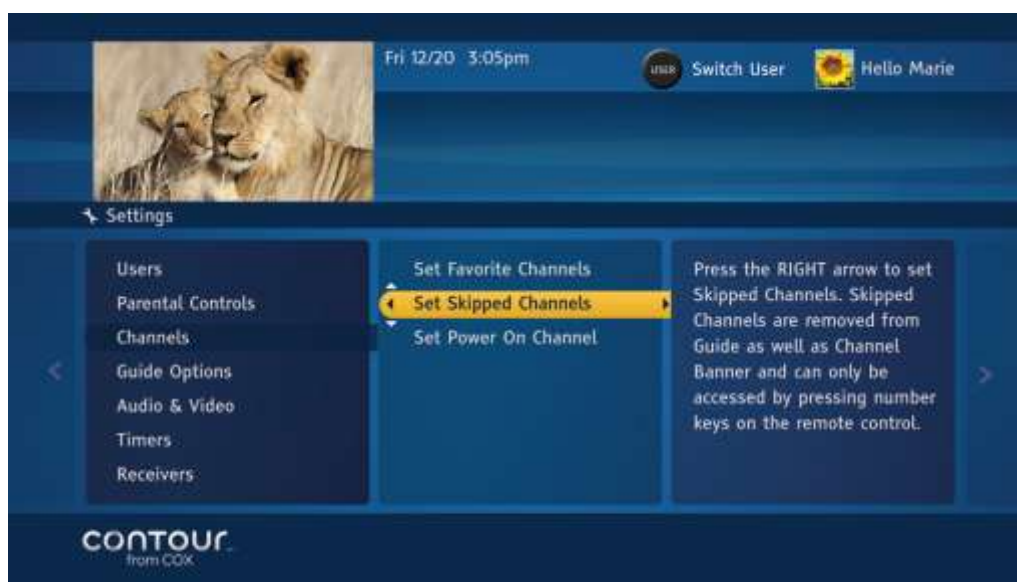 Fri 12/20 3:05pm
USER Switch User
Hello Marie
Settings
Users
Parental Controls
Channels
Guide Options
Audio & Video
Timers
Receivers
Set Favorite Channels
Set Skipped Channels
Set Power On Channel
Press the RIGHT arrow to set
Skipped Channels. Skipped
Channels are removed from
Guide as well as Channel
Banner and can only be
accessed by pressing number
keys on the remote control.
contour
from COX